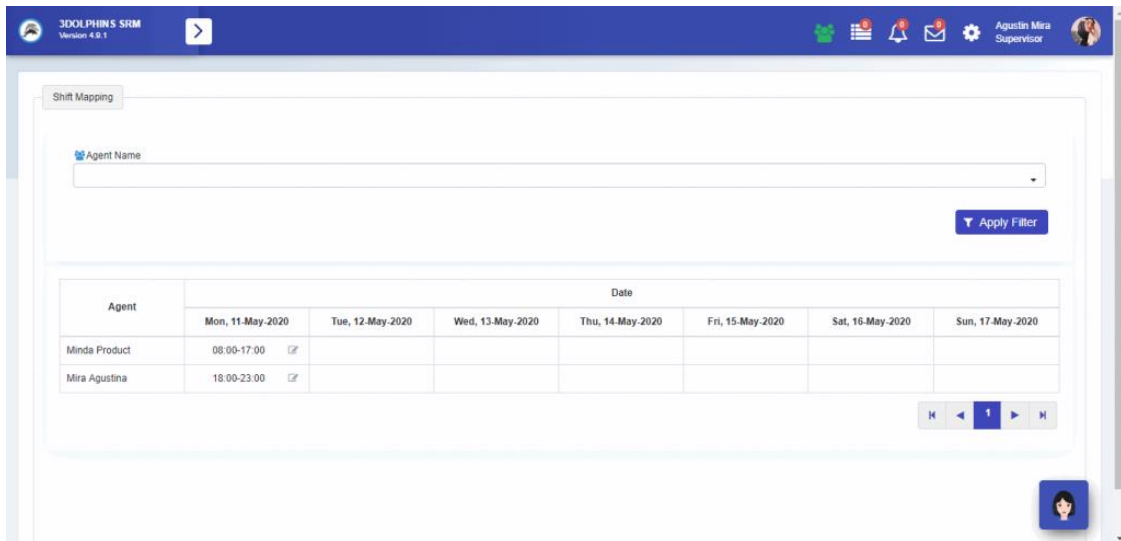 3DOLPHINS SRM
Version 4.9.1
0
0
0
Agustin Mira
Supervisor
Shift Mapping
Agent Name
Apply Filter
Agent
Date
Mon, 11-May-2020 Tue, 12-May-2020 Wed, 13-May-2020 Thu, 14-May-2020 Fri, 15-May-2020 Sat, 16-May-2020 Sun, 17-May-2020
Minda Product 08:00-17:00
Mira Agustina 18:00-23:00
1